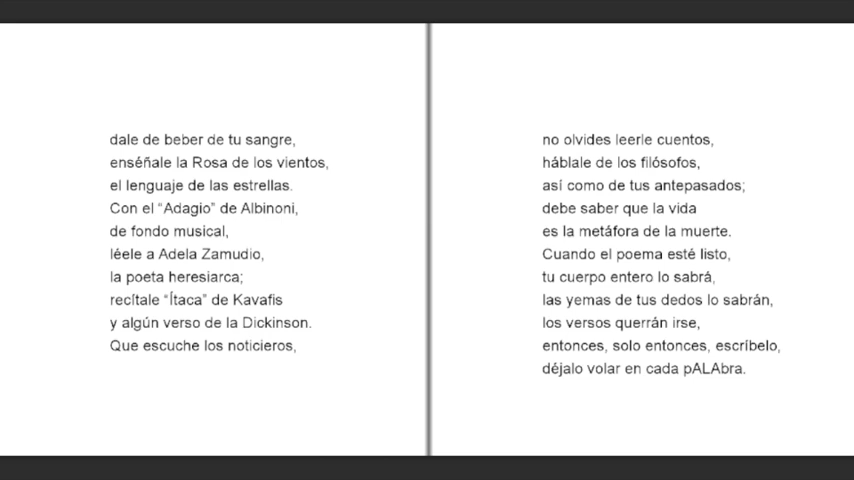 dale de beber de tu sangre,
enséñale la Rosa de los vientos,
el lenguaje de las estrellas.
Con el “Adagio” de Albinoni,
de fondo musical,
léele a Adela Zamudio,
la poeta heresiarca;
recítale “Ítaca” de Kavafis
y algún verso de la Dickinson.
Que escuche los noticieros,
no olvides leerle cuentos,
háblale de los filósofos,
así como de tus antepasados;
debe saber que la vida
es la metáfora de la muerte.
Cuando el poema esté listo,
tu cuerpo entero lo sabrá,
las yemas de tus dedos lo sabrán,
los versos querrán irse,
entonces, solo entonces, escríbelo,
déjalo volar en cada pALAbra.